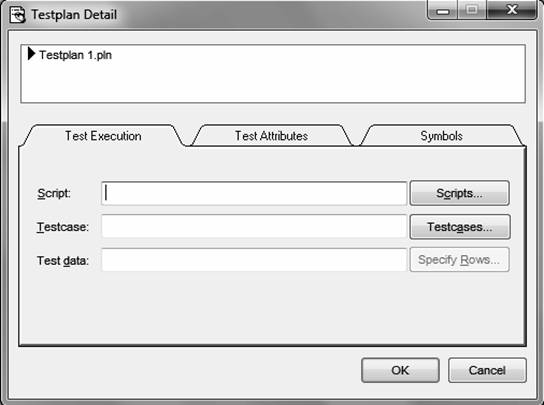 Testplan Detail
Testplan 1.pln
Test Execution Test Attributes Symbols
Script: Scripts...
Testcase: Testcases...
Test data: Specify Rows...
OK Cancel